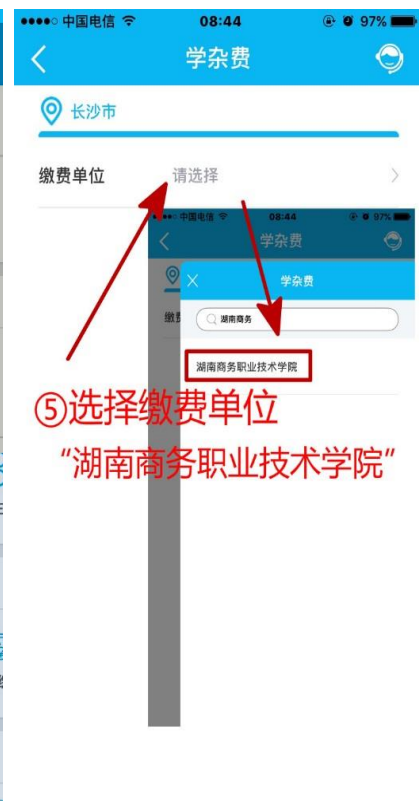 中国电信 08:44 97%
学杂费
长沙市
缴费单位 请选择
中国电信 08:44 97%
学杂费
学杂费
缴费
湖南商务
湖南商务职业技术学院
⑤选择缴费单位
“湖南商务职业技术学院”